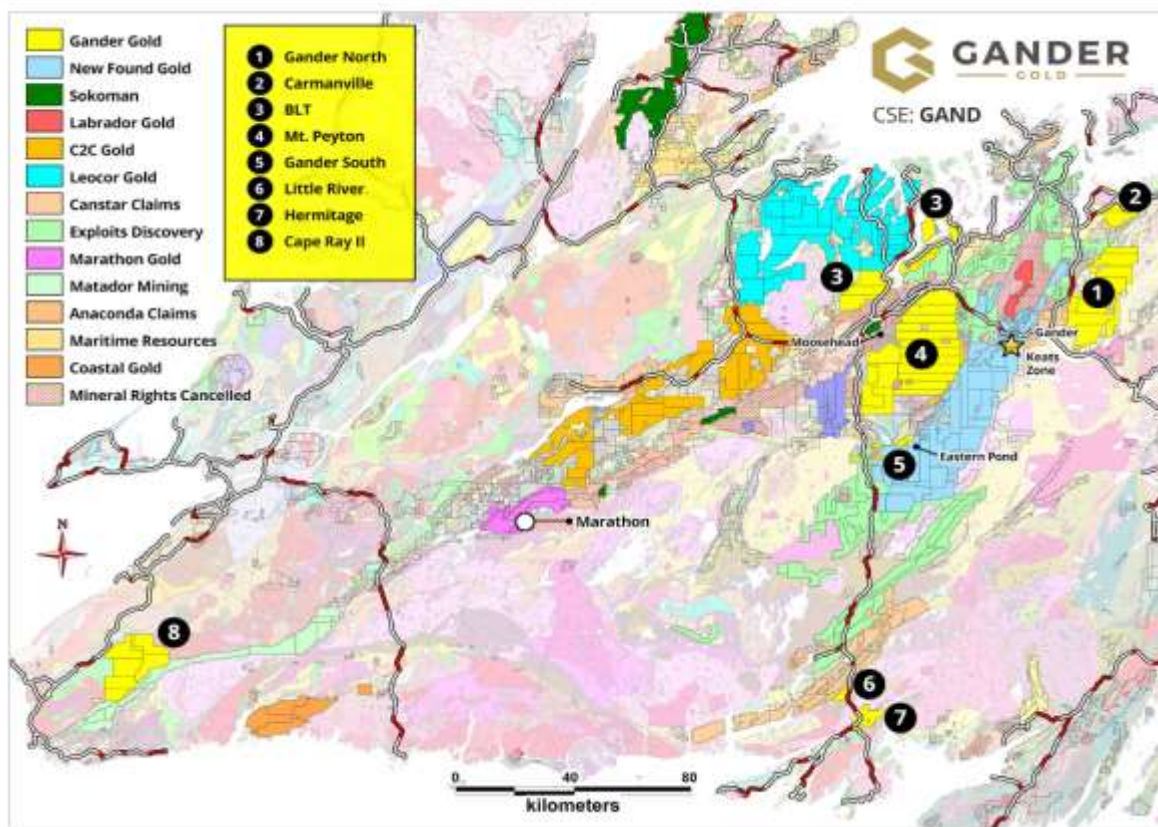 Gander Gold
New Found Gold
Sokoman
Labrador Gold
C2C Gold
Leocor Gold
Canstar Claims
Exploits Discovery
Marathon Gold
Matador Mining
Anaconda Claims
Maritime Resources
Coastal Gold
Mineral Rights Cancelled
1 Gander North
2 Carmanville
3 BLT
4 Mt. Peyton
5 Gander South
6 Little River
7 Hermitage
8 Cape Ray II
GANDER
GOLD
CSE: GAND
2
3
1
3
Gander
Moosehead
4
Keats
Zone
Eastern Pond
5
Marathon
N
8
6
7
0 40 80
kilometers